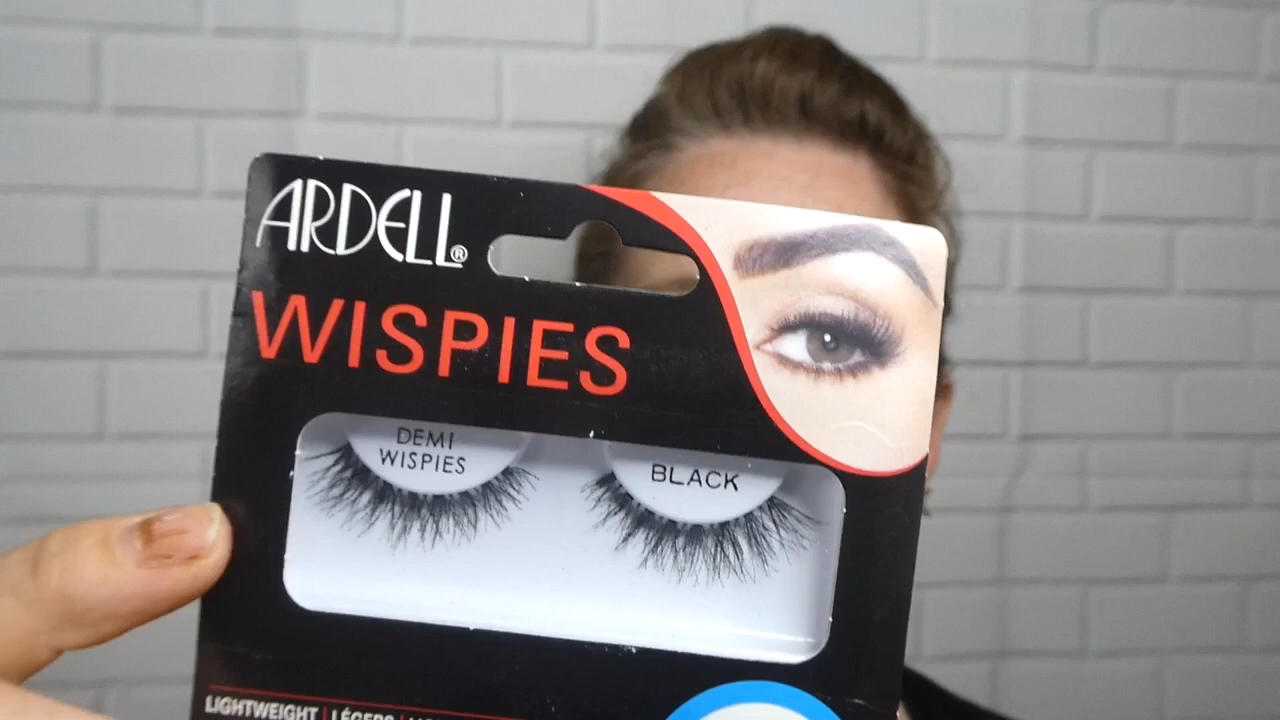 ARDELL®
WISPIES
DEMI
WISPIES
BLACK
LIGHTWEIGHT | LÉGERS |